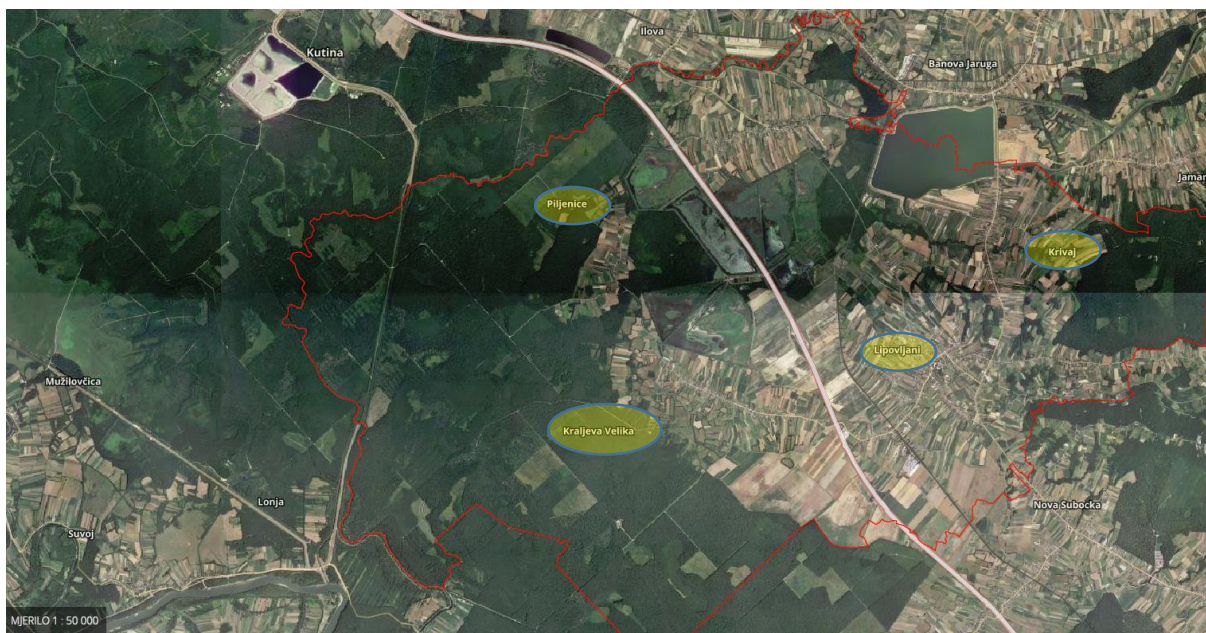 Ilova
Kutina
Banova Jaruga
Jamar
Piljenice
Krivaj
Lipovljani
Mužilovčica
Kraljeva Velika
Lonja
Nova Subocka
Suvoj
MJERILO 1 : 50 000